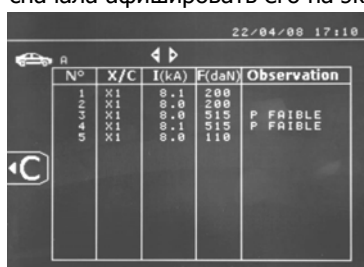 сначала афишировать его на эк
22/04/08 17:10
A
N° X/C I(kA) F(daN) Observation
1 X1 8.1 200
2 X1 8.0 200
3 X1 8.0 515 P FAIBLE
4 X1 8.1 515 P FAIBLE
5 X1 8.0 110
C